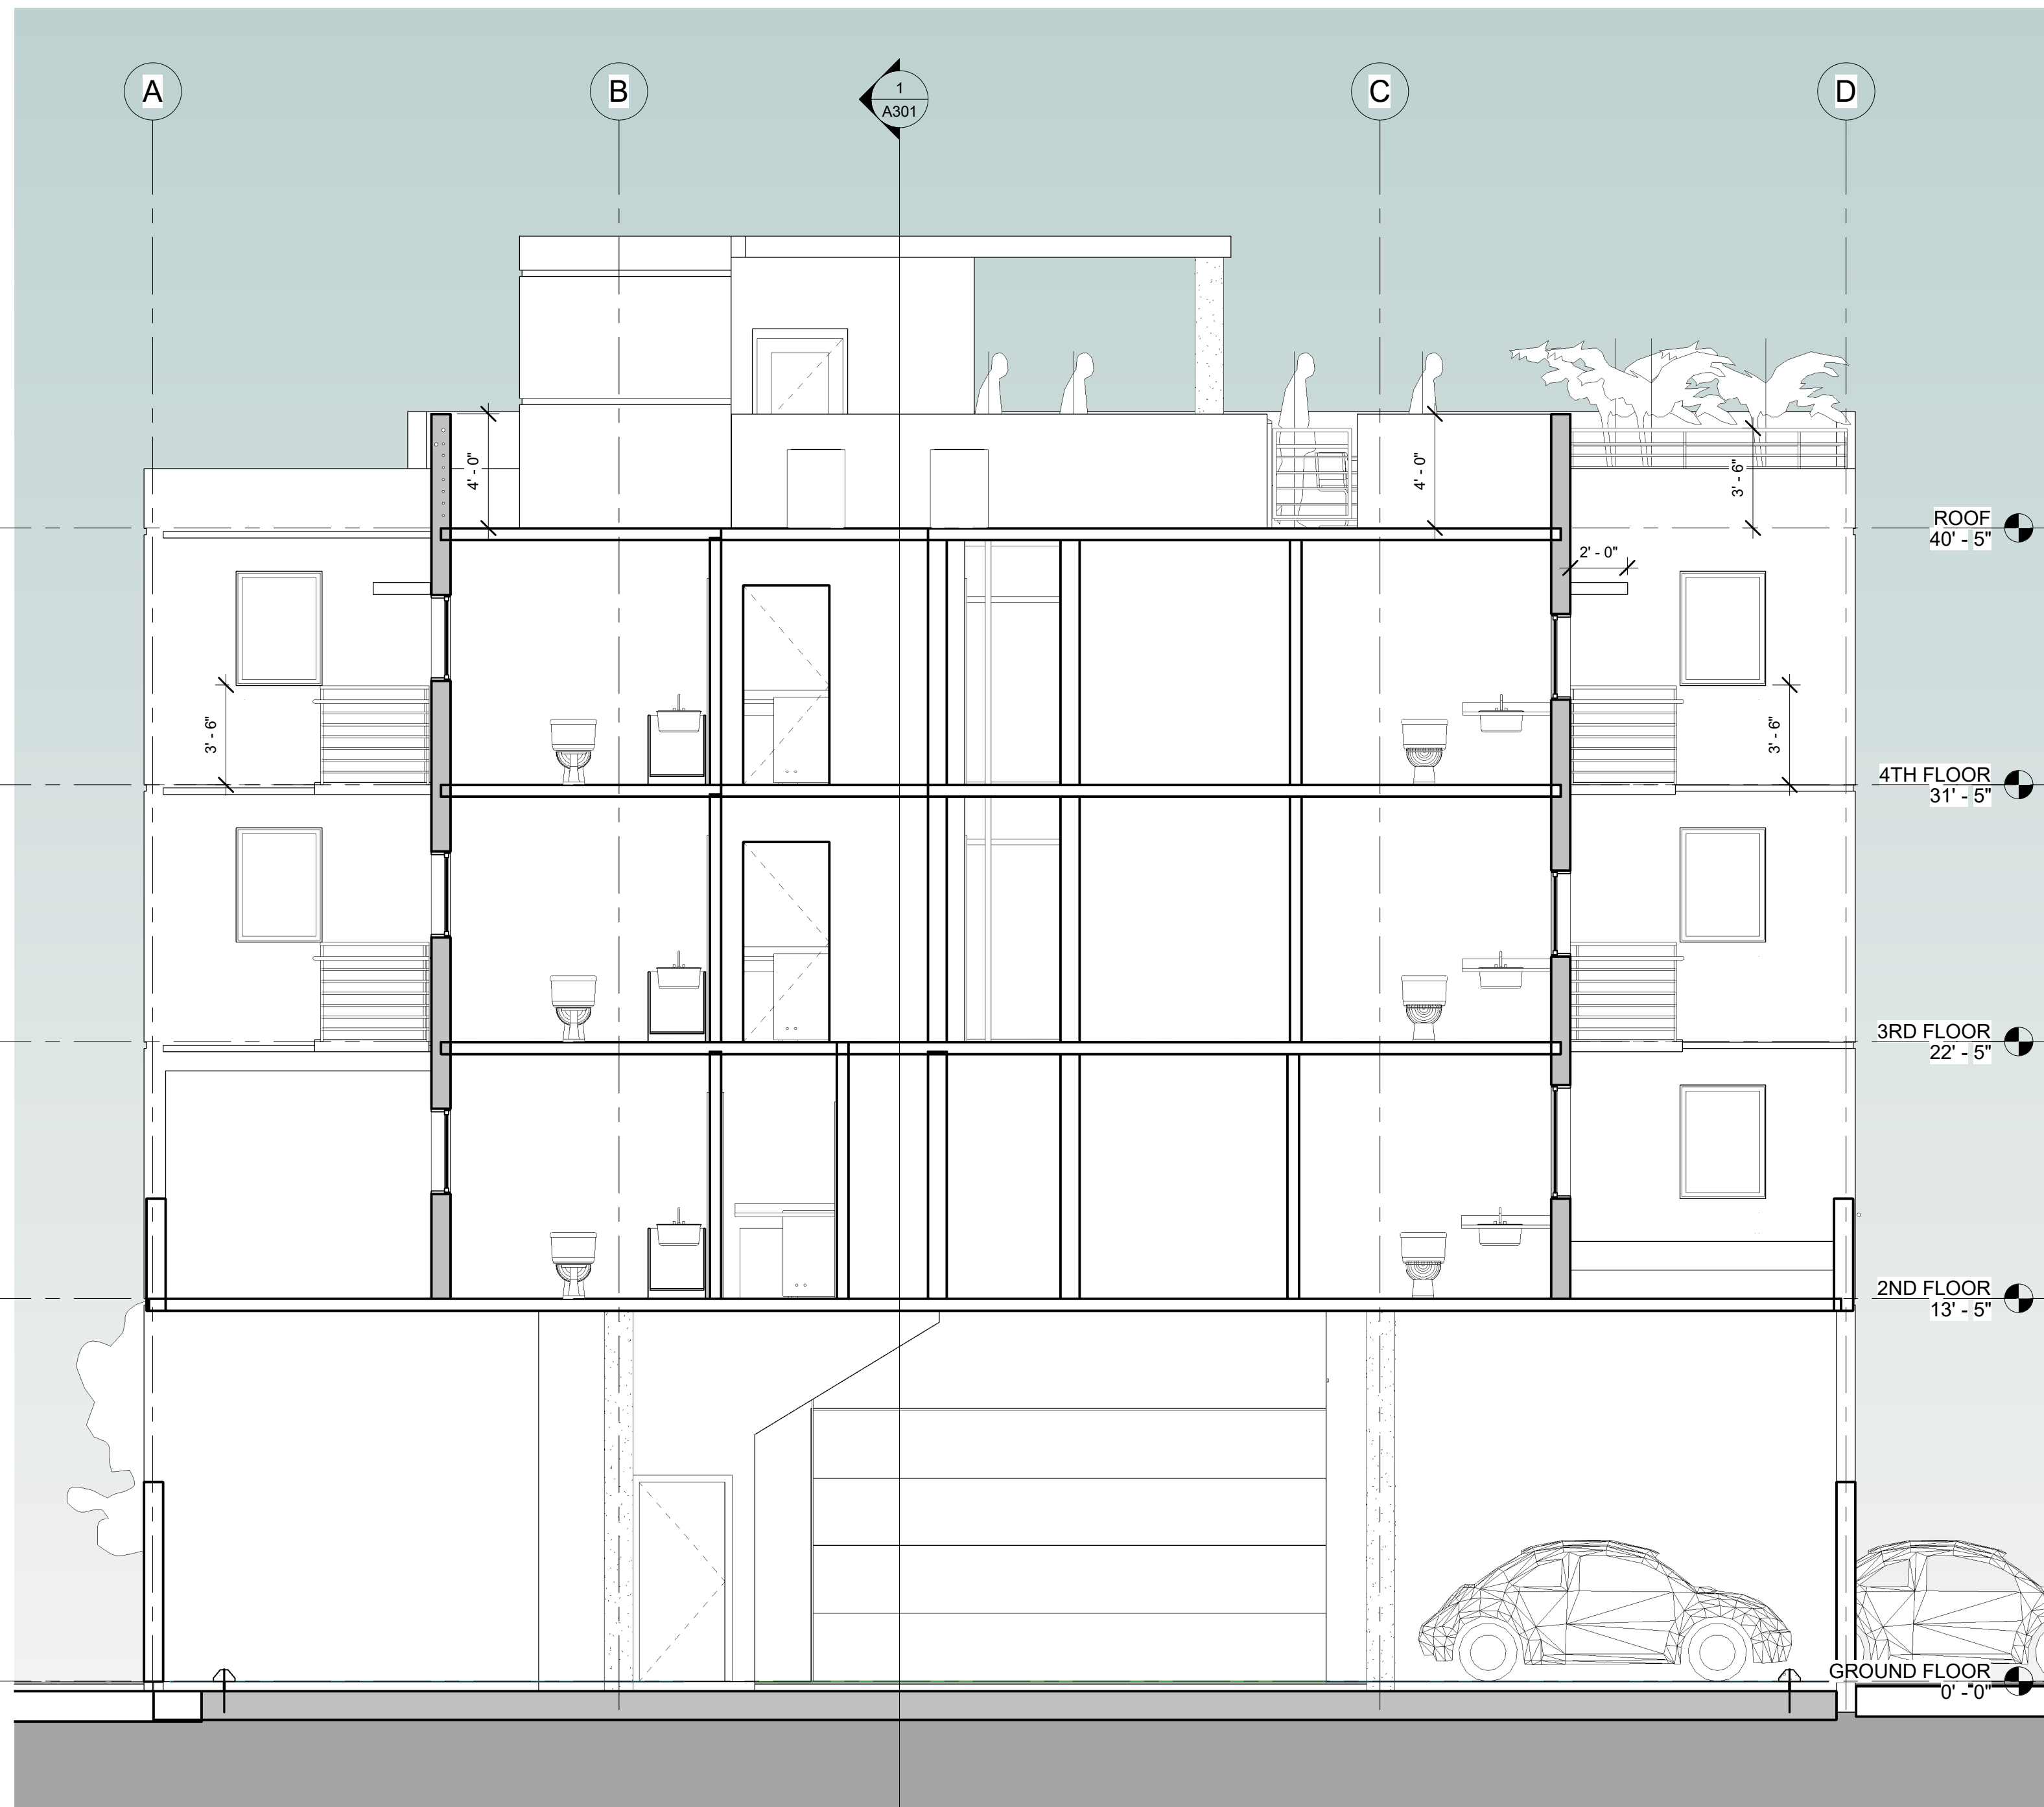 A
B
1
A301
C
D
4' - 0"
4' - 0"
3' - 6"
ROOF
40' - 5"
2' - 0"
3' - 6"
3' - 6"
4TH FLOOR
31' - 5"
3RD FLOOR
22' - 5"
2ND FLOOR
13' - 5"
GROUND FLOOR
0' - 0"